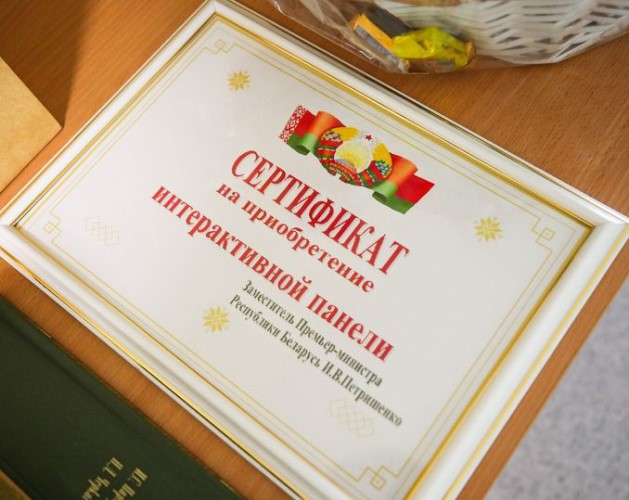 СЕРТИФИКАТ
на приобретение
интерактивной панели
Заместитель Премьер-министра
Республики Беларусь И.В.Петришенко